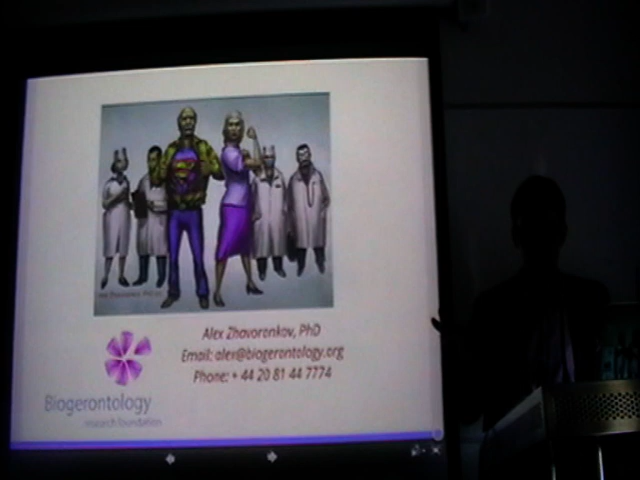 Alex Zhavoronkov, PhD
Email: alex@biogerontology.org
Phone: + 44 20 81 44 7774
Biogerontology
research foundation